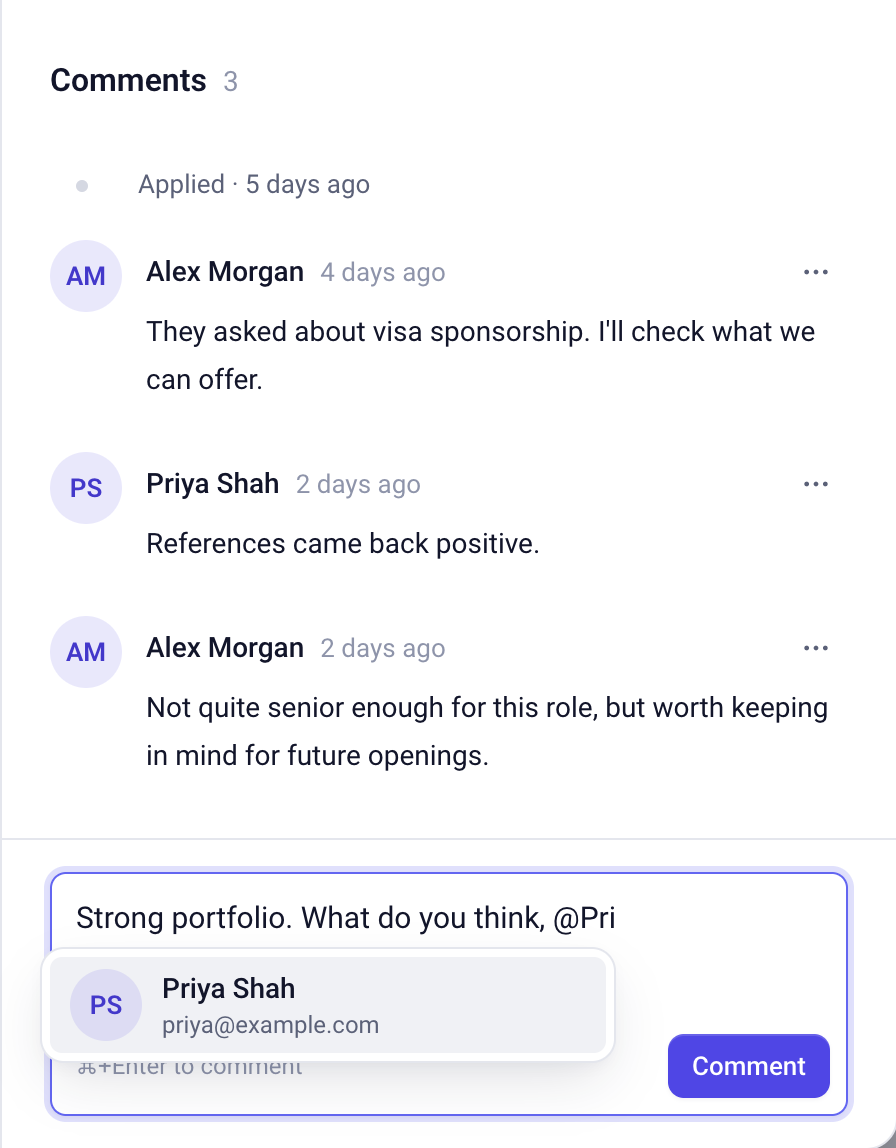 Comments 3
Applied · 5 days ago
AM
Alex Morgan 4 days ago
They asked about visa sponsorship. I'll check what we
can offer.
PS
Priya Shah 2 days ago
References came back positive.
AM
Alex Morgan 2 days ago
Not quite senior enough for this role, but worth keeping
in mind for future openings.
Strong portfolio. What do you think, @Pri
PS
Priya Shah
priya@example.com
⌘+Enter to comment
Comment